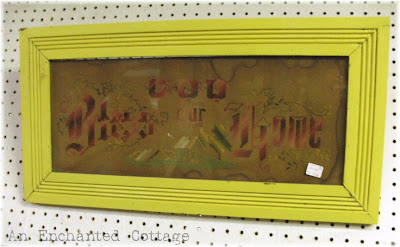 God
Bless our Home
An Enchanted Cottage